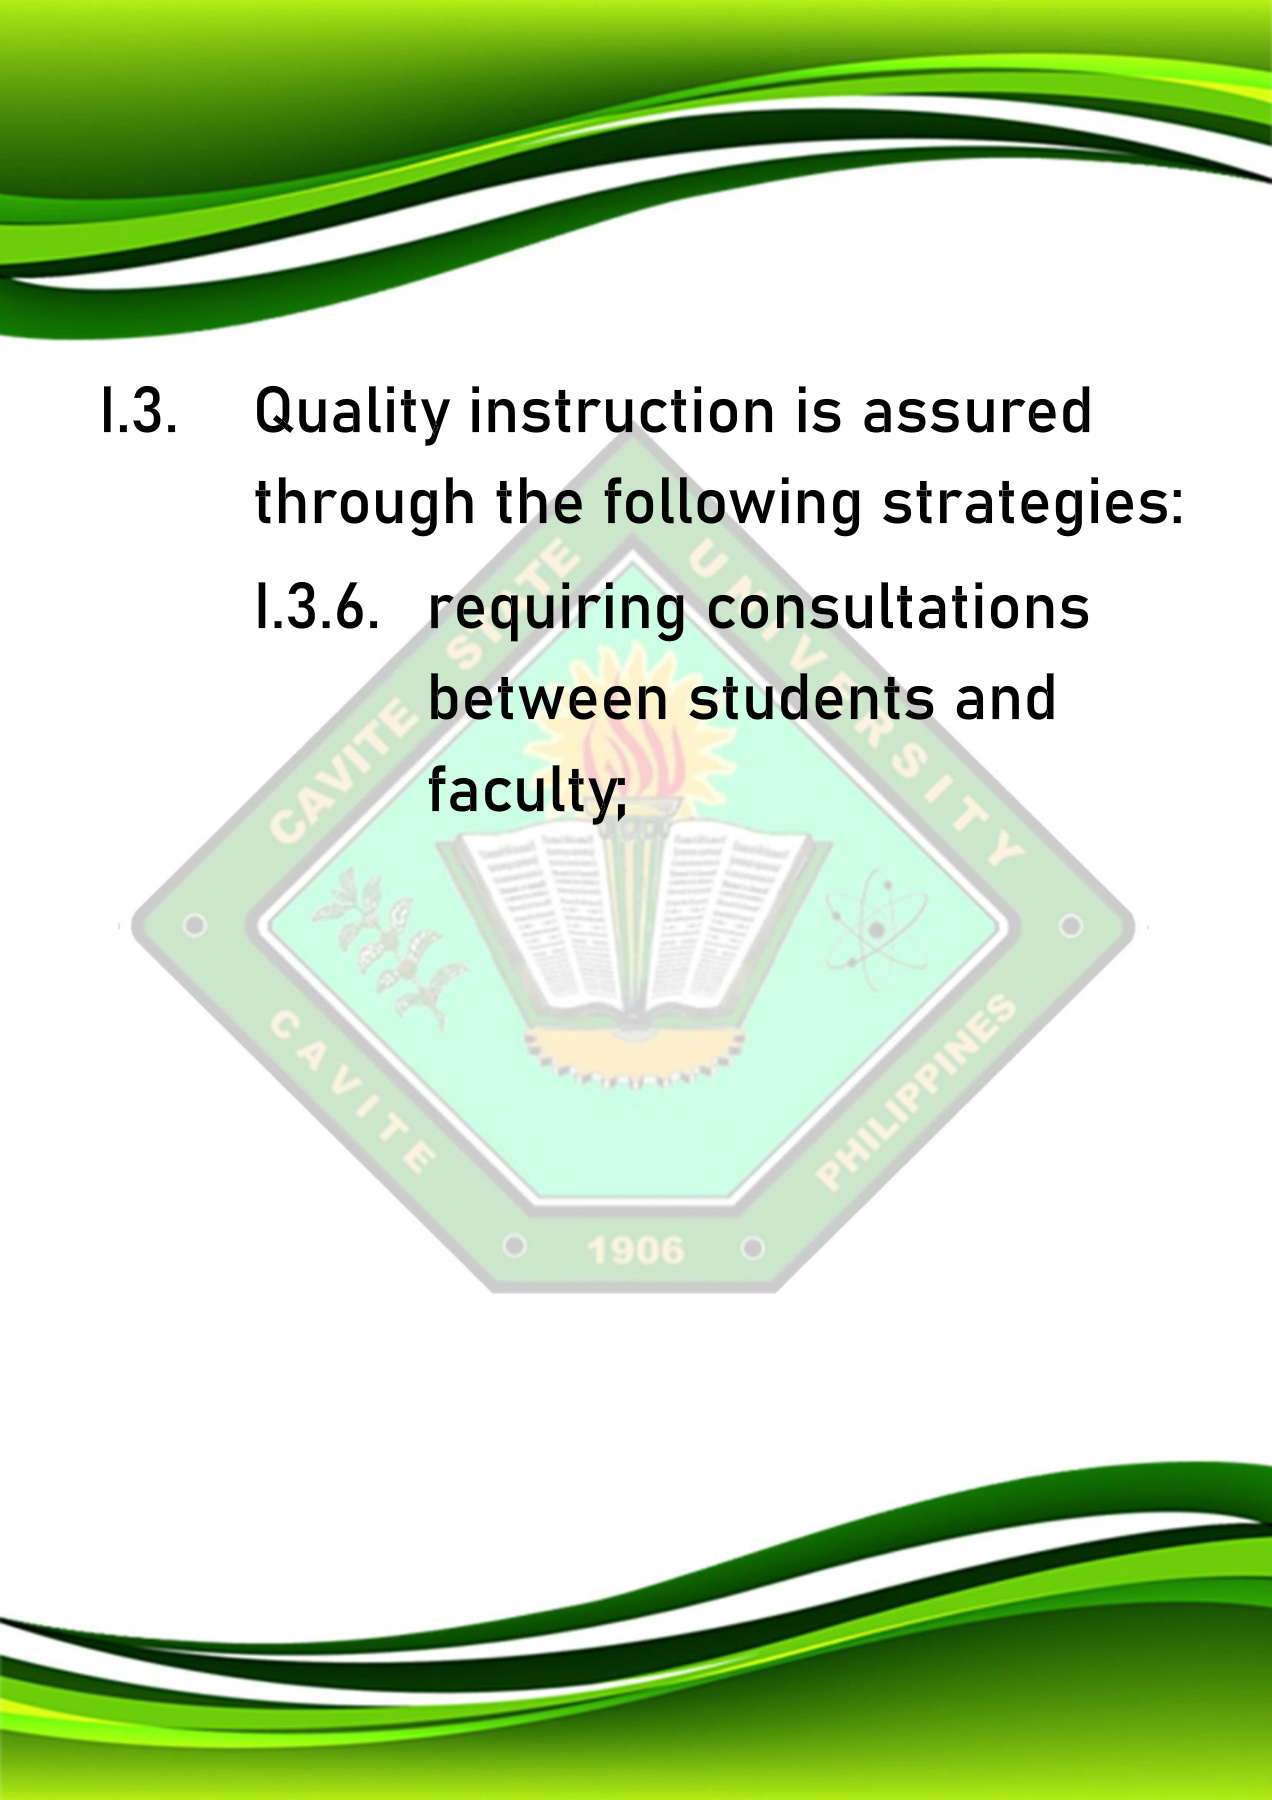 I.3. Quality instruction is assured
through the following strategies:
I.3.6. requiring consultations
between students and
faculty;
CAVITE STATE UNIVERSITY
CAVITE
PHILIPPINES
1906